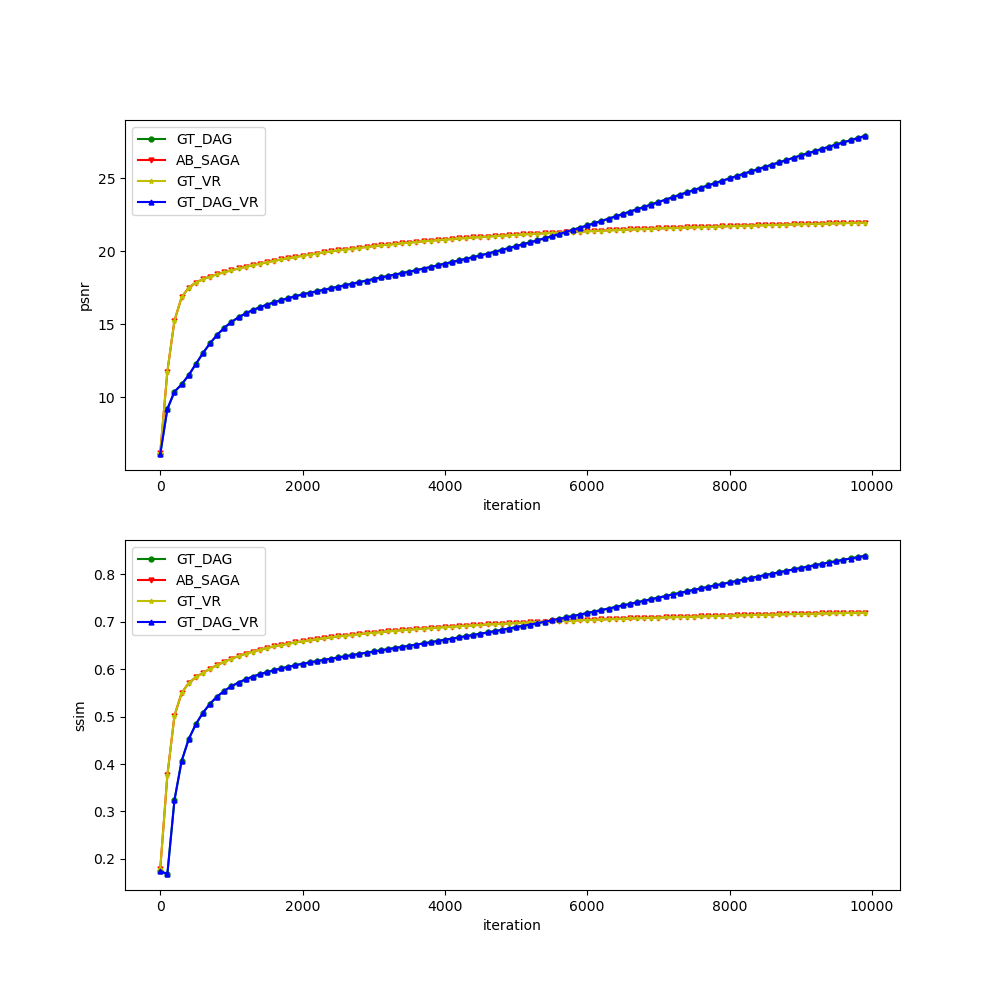 GT_DAG
AB_SAGA
GT_VR
GT_DAG_VR
psnr
25
20
15
10
0 2000 4000 6000 8000 10000
iteration
GT_DAG
AB_SAGA
GT_VR
GT_DAG_VR
ssim
0.8
0.7
0.6
0.5
0.4
0.3
0.2
0 2000 4000 6000 8000 10000
iteration